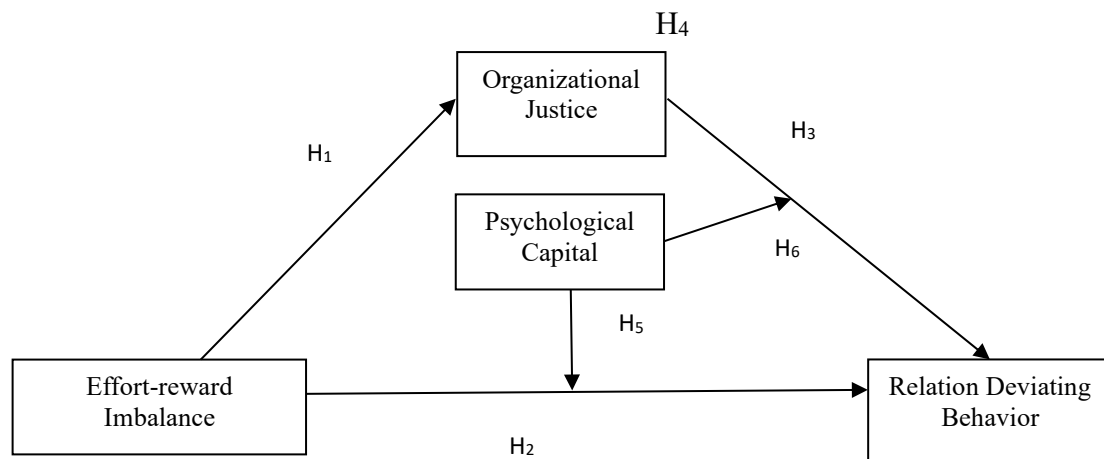 H4
Organizational
Justice
H3
H1
Psychological
Capital
H6
H5
Effort-reward
Imbalance
Relation Deviating
Behavior
H2